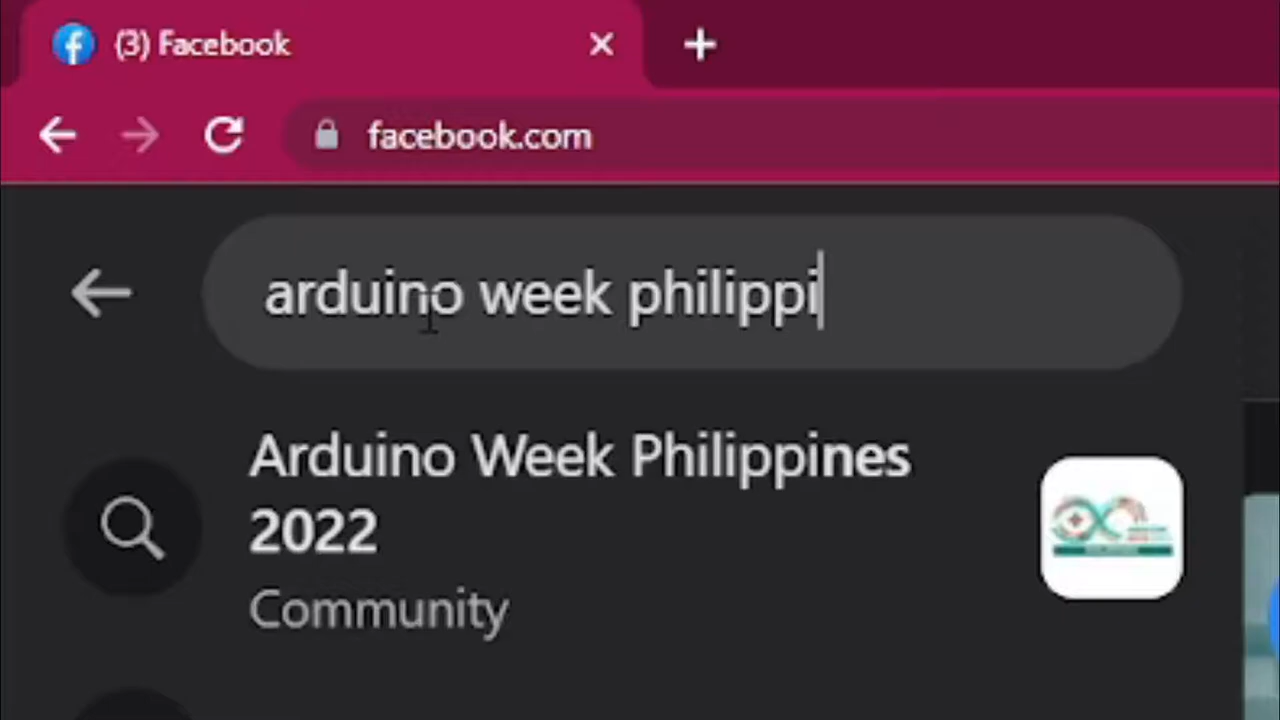 (3) Facebook
facebook.com
arduino week philippi
Arduino Week Philippines
2022
Community